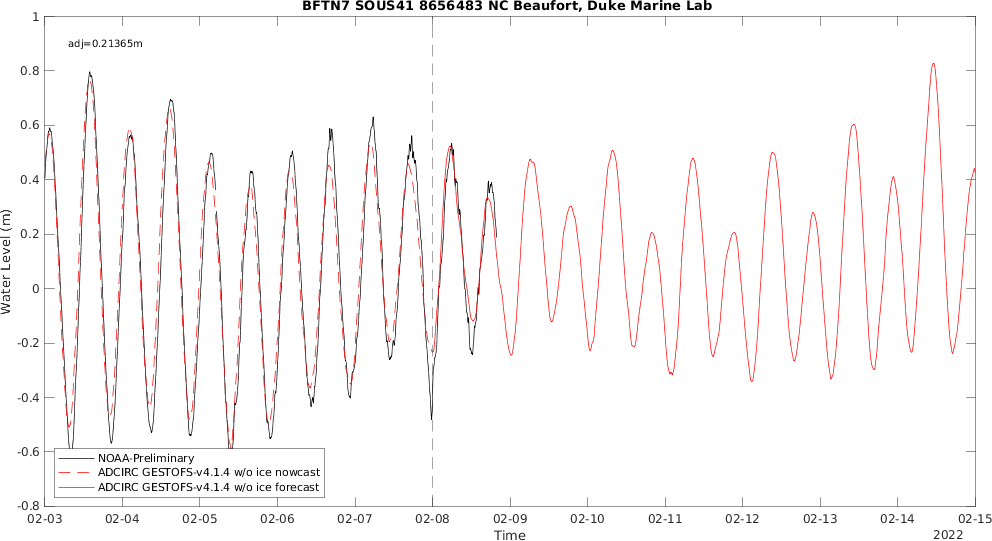 BFTN7 SOUS41 8656483 NC Beaufort, Duke Marine Lab
adj=0.21365m
1
0.8
0.6
0.4
0.2
0
-0.2
-0.4
-0.6
-0.8
Water Level (m)
NOAA-Preliminary
ADCIRC GESTOFS-v4.1.4 w/o ice nowcast
ADCIRC GESTOFS-v4.1.4 w/o ice forecast
02-03 02-04 02-05 02-06 02-07 02-08 02-09 02-10 02-11 02-12 02-13 02-14 02-15
Time
2022